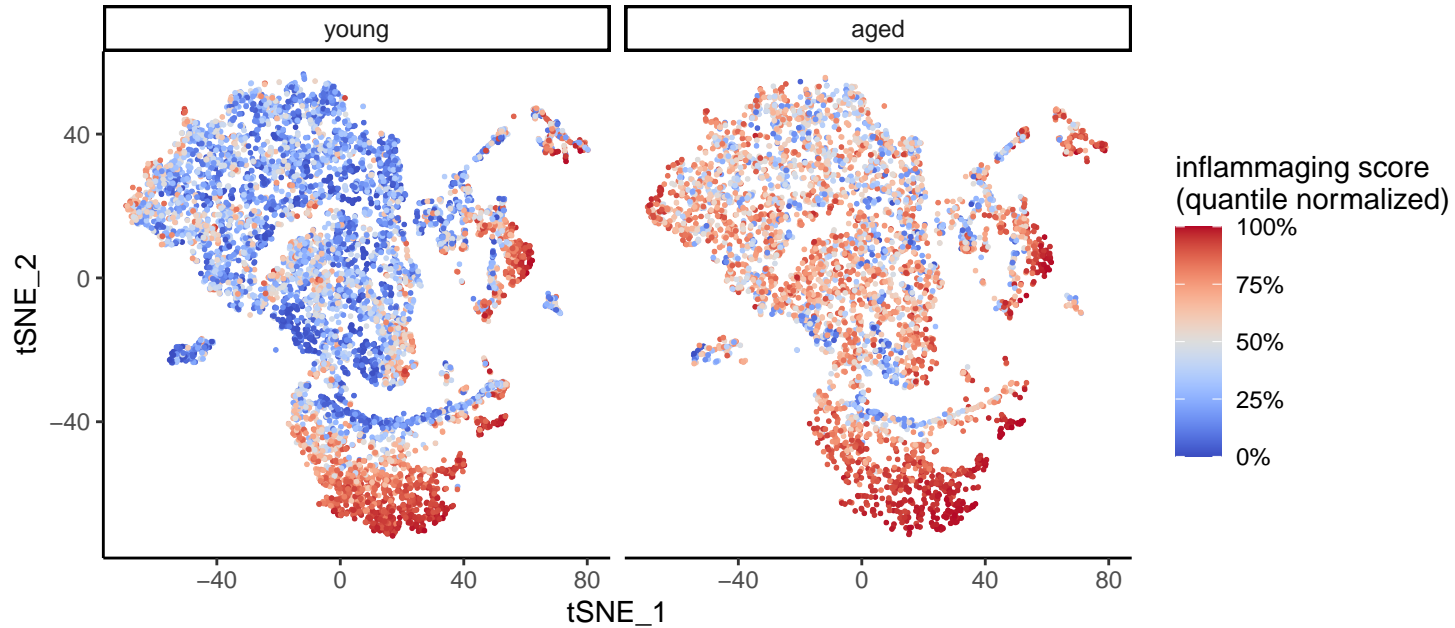 young
aged
40
0
−40
tSNE_2
−40
0
40
80
−40
0
40
80
tSNE_1
inflammaging score
(quantile normalized)
100%
75%
50%
25%
0%